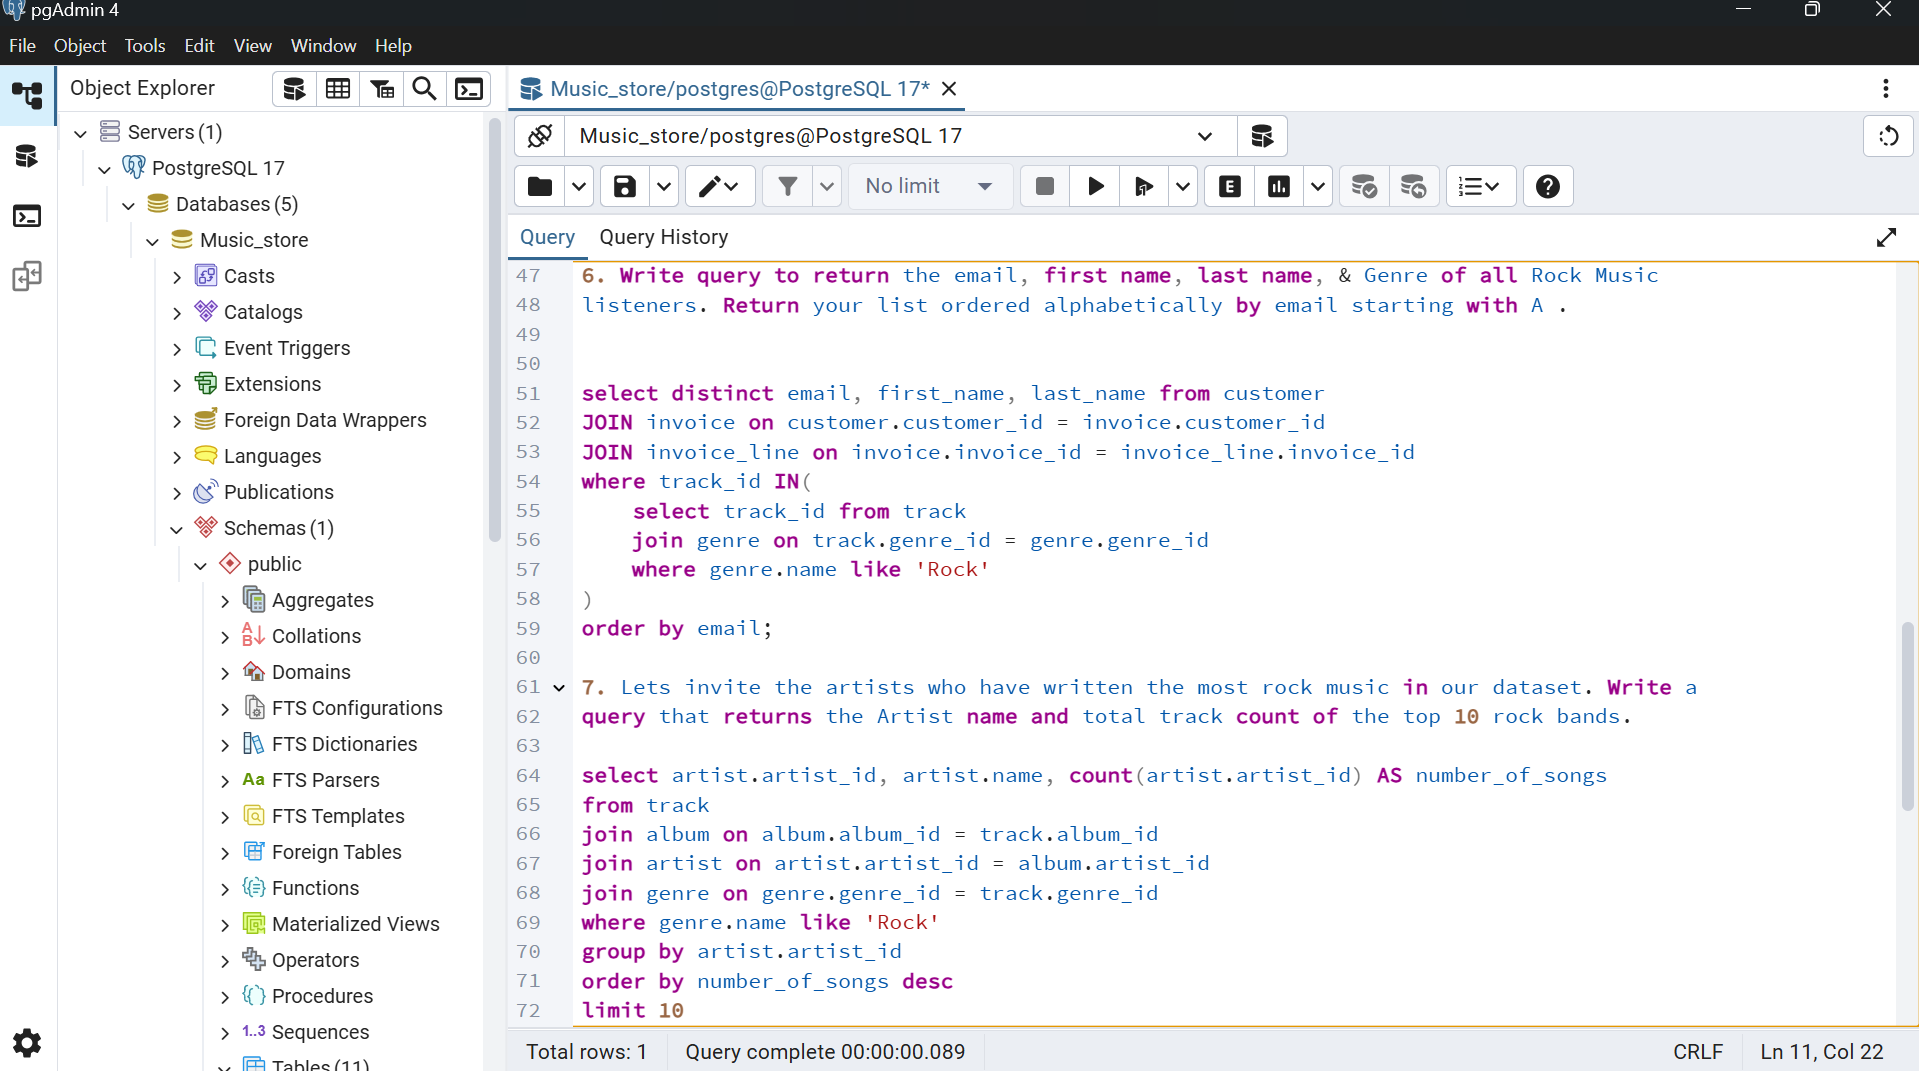 pgAdmin 4
File Object Tools Edit View Window Help
Object Explorer
Servers (1)
PostgreSQL 17
Databases (5)
Music_store
Casts
Catalogs
Event Triggers
Extensions
Foreign Data Wrappers
Languages
Publications
Schemas (1)
public
Aggregates
Collations
Domains
FTS Configurations
FTS Dictionaries
Aa FTS Parsers
FTS Templates
Foreign Tables
Functions
Materialized Views
Operators
Procedures
1..3 Sequences
Tables (11)
Music_store/postgres@PostgreSQL 17*
Music_store/postgres@PostgreSQL 17
No limit
E
Query Query History
47 6. Write query to return the email, first name, last name, & Genre of all Rock Music
48 listeners. Return your list ordered alphabetically by email starting with A .
49
50
51 select distinct email, first_name, last_name from customer
52 JOIN invoice on customer.customer_id = invoice.customer_id
53 JOIN invoice_line on invoice.invoice_id = invoice_line.invoice_id
54 where track_id IN(
55 select track_id from track
56 join genre on track.genre_id = genre.genre_id
57 where genre.name like 'Rock'
58 )
59 order by email;
60
61 7. Lets invite the artists who have written the most rock music in our dataset. Write a
62 query that returns the Artist name and total track count of the top 10 rock bands.
63
64 select artist.artist_id, artist.name, count(artist.artist_id) AS number_of_songs
65 from track
66 join album on album.album_id = track.album_id
67 join artist on artist.artist_id = album.artist_id
68 join genre on genre.genre_id = track.genre_id
69 where genre.name like 'Rock'
70 group by artist.artist_id
71 order by number_of_songs desc
72 limit 10
Total rows: 1 Query complete 00:00:00.089 CRLF Ln 11, Col 22